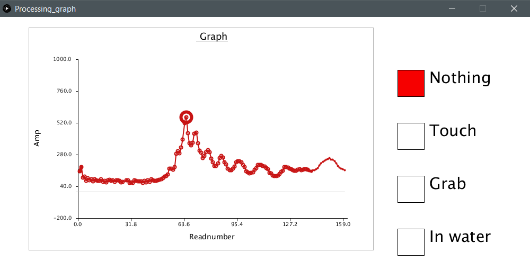 Processing_graph
Graph
1000.0
760.0
520.0
280.0
40.0
-200.0
Amp
0.0 31.8 63.6 95.4 127.2 159.0
Readnumber
Nothing
Touch
Grab
In water